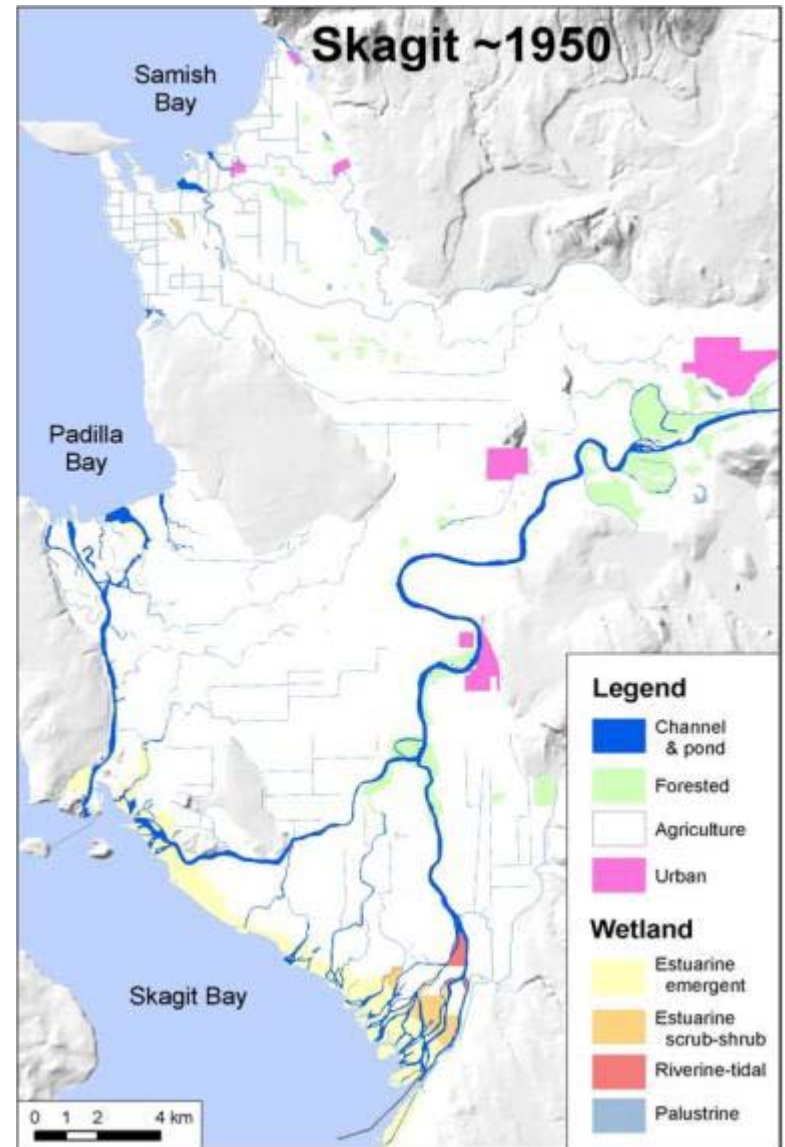 Skagit ~1950
Samish
Bay
Padilla
Bay
Skagit Bay
Legend
Channel
& pond
Forested
Agriculture
Urban
Wetland
Estuarine
emergent
Estuarine
scrub-shrub
Riverine-tidal
Palustrine
0 1 2 4 km